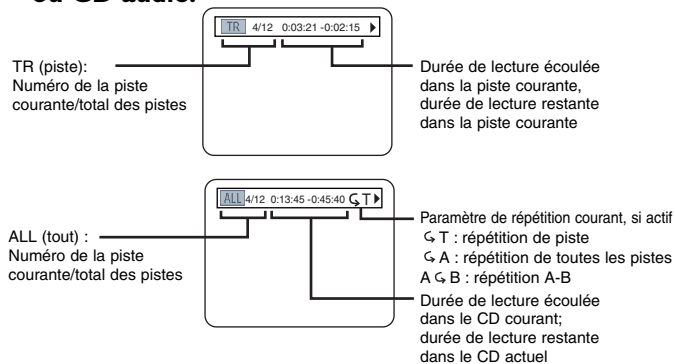 ou CD audio.
TR 4/12 0:03:21 -0:02:15
TR (piste):
Numéro de la piste
courante/total des pistes
Durée de lecture écoulée
dans la piste courante,
durée de lecture restante
dans la piste courante
ALL 4/12 0:13:45 -0:45:40 T
ALL (tout) :
Numéro de la piste
courante/total des pistes
Paramètre de répétition courant, si actif
T : répétition de piste
A : répétition de toutes les pistes
A B : répétition A-B
Durée de lecture écoulée
dans le CD courant;
durée de lecture restante
dans le CD actuel